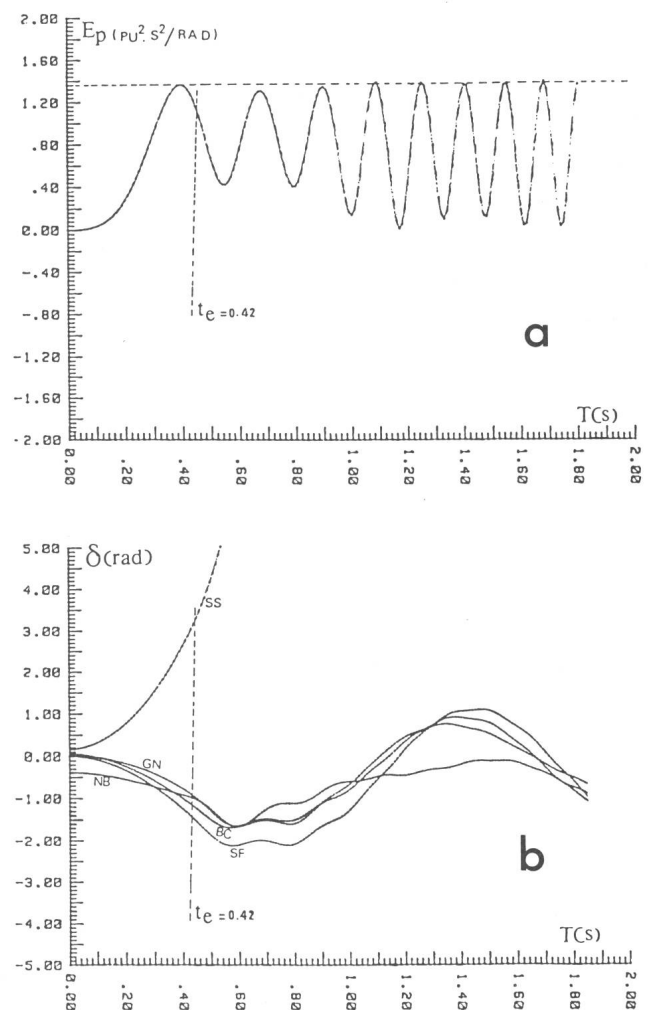 2.00
Ep (PU².S²/RAD)
1.60
1.20
.80
.40
0.00
-.40
-.80
te=0.42
-1.20
a
-1.60
T(s)
-2.00
0.00 .20 .40 .60 .80 1.00 1.20 1.40 1.60 1.80 2.00
5.00
δ(rad)
4.00
SS
3.00
2.00
1.00
0.00
GN
NB
-1.00
BC
-2.00
SF
b
-3.00
te=0.42
-4.00
T(s)
-5.00
0.00 .20 .40 .60 .80 1.00 1.20 1.40 1.60 1.80 2.00